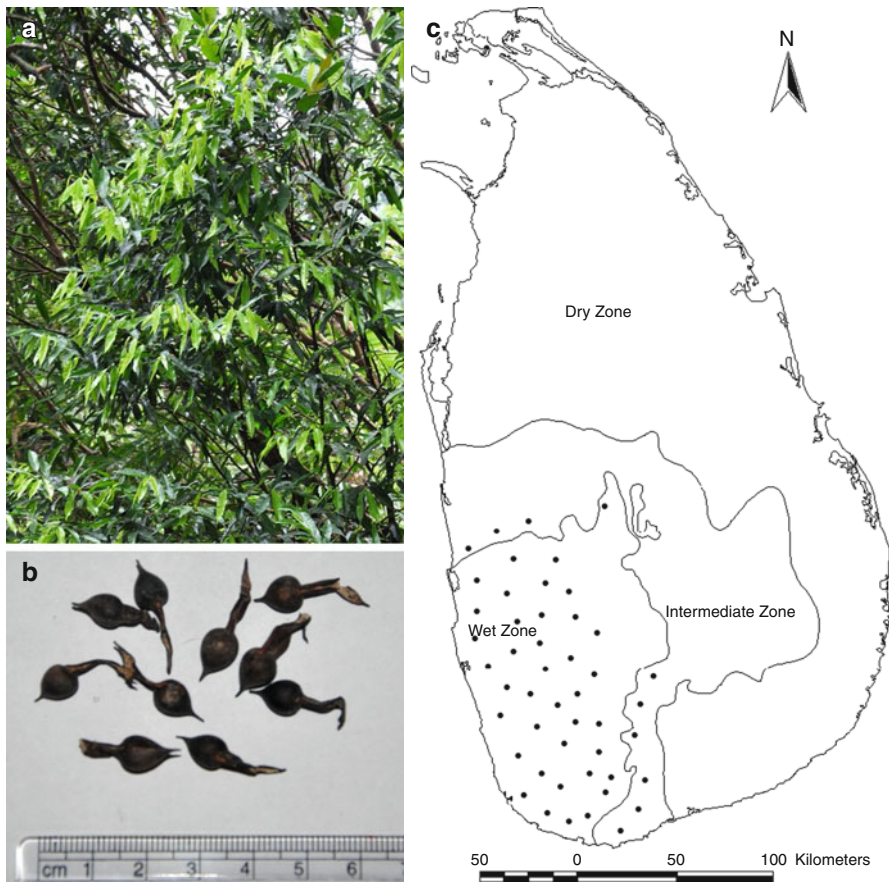 a
b
cm 1 2 3 4 5 6
c
N
Dry Zone
Intermediate Zone
Wet Zone
50 0 50 100 Kilometers